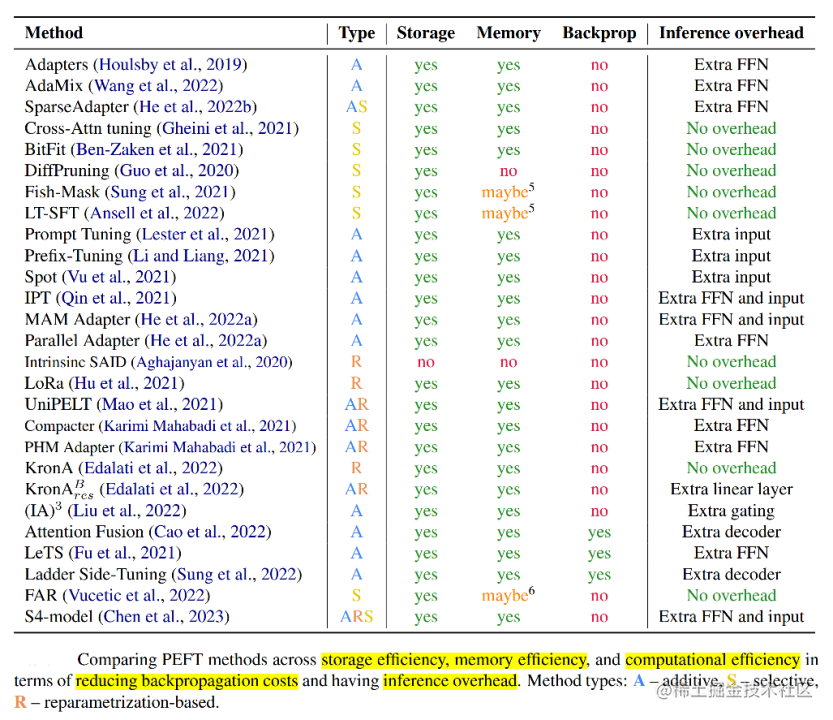 Method Type Storage Memory Backprop Inference overhead
Adapters (Houlsby et al., 2019) A yes yes no Extra FFN
AdaMix (Wang et al., 2022) A yes yes no Extra FFN
SparseAdapter (He et al., 2022b) AS yes yes no Extra FFN
Cross-Attn tuning (Gheini et al., 2021) S yes yes no No overhead
BitFit (Ben-Zaken et al., 2021) S yes yes no No overhead
DiffPruning (Guo et al., 2020) S yes no no No overhead
Fish-Mask (Sung et al., 2021) S yes maybe⁵ no No overhead
LT-SFT (Ansell et al., 2022) S yes maybe⁵ no No overhead
Prompt Tuning (Lester et al., 2021) A yes yes no Extra input
Prefix-Tuning (Li and Liang, 2021) A yes yes no Extra input
Spot (Vu et al., 2021) A yes yes no Extra input
IPT (Qin et al., 2021) A yes yes no Extra FFN and input
MAM Adapter (He et al., 2022a) A yes yes no Extra FFN and input
Parallel Adapter (He et al., 2022a) A yes yes no Extra FFN
Intrinsinc SAID (Aghajanyan et al., 2020) R no no no No overhead
LoRa (Hu et al., 2021) R yes yes no No overhead
UniPELT (Mao et al., 2021) AR yes yes no Extra FFN and input
Compacter (Karimi Mahabadi et al., 2021) AR yes yes no Extra FFN
PHM Adapter (Karimi Mahabadi et al., 2021) AR yes yes no Extra FFN
KronA (Edalati et al., 2022) R yes yes no No overhead
KronA^B_res (Edalati et al., 2022) AR yes yes no Extra linear layer
(IA)³ (Liu et al., 2022) A yes yes no Extra gating
Attention Fusion (Cao et al., 2022) A yes yes yes Extra decoder
LeTS (Fu et al., 2021) A yes yes yes Extra FFN
Ladder Side-Tuning (Sung et al., 2022) A yes yes yes Extra decoder
FAR (Vucetic et al., 2022) S yes maybe⁶ no No overhead
S4-model (Chen et al., 2023) ARS yes yes no Extra FFN and input
Comparing PEFT methods across storage efficiency, memory efficiency, and computational efficiency in
terms of reducing backpropagation costs and having inference overhead. Method types: A – additive, S – selective,
R – reparametrization-based.
@稀土掘金技术社区